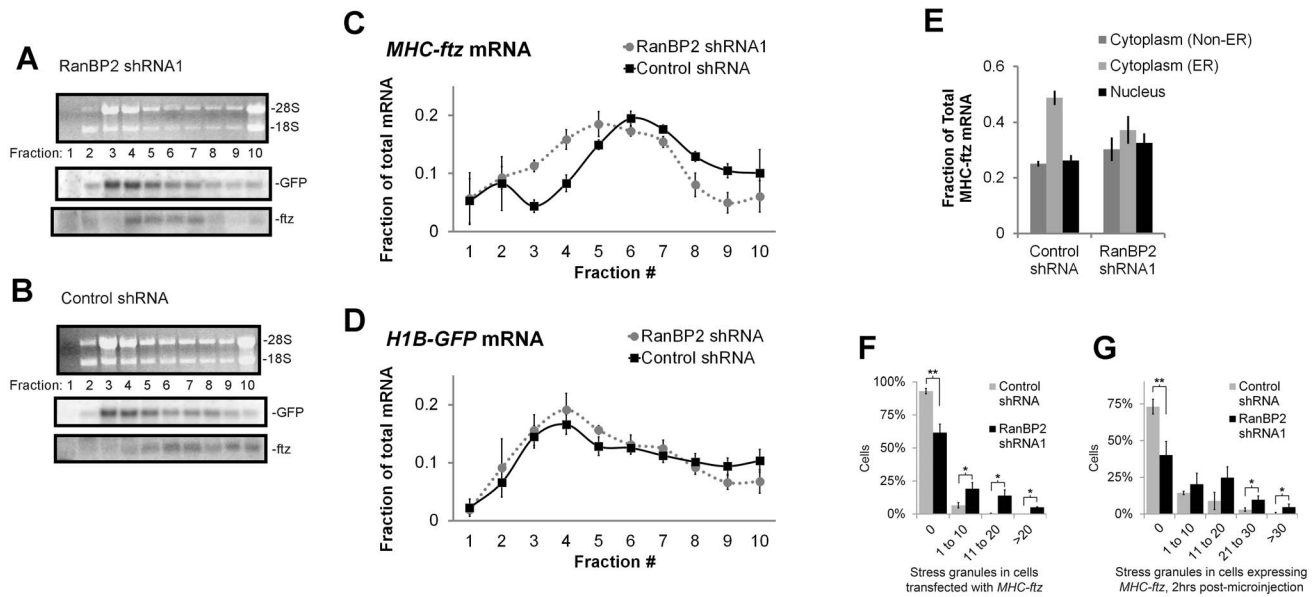 A
RanBP2 shRNA1
-28S
-18S
Fraction: 1 2 3 4 5 6 7 8 9 10
-GFP
-ftz
B
Control shRNA
-28S
-18S
Fraction: 1 2 3 4 5 6 7 8 9 10
-GFP
-ftz
C
MHC-ftz mRNA
RanBP2 shRNA1
Control shRNA
Fraction of total mRNA
0.2
0.1
0
1 2 3 4 5 6 7 8 9 10
Fraction #
D
H1B-GFP mRNA
RanBP2 shRNA
Control shRNA
Fraction of total mRNA
0.2
0.1
0
1 2 3 4 5 6 7 8 9 10
Fraction #
E
Cytoplasm (Non-ER)
Cytoplasm (ER)
Nucleus
Fraction of Total
MHC-ftz mRNA
0.6
0.4
0.2
0
Control
shRNA
RanBP2
shRNA1
F
Control
shRNA
RanBP2
shRNA1
Cells
100%
75%
50%
25%
0%
**
*
*
*
0
1 to 10
11 to 20
>20
Stress granules in cells
transfected with MHC-ftz
G
Control
shRNA
RanBP2
shRNA1
Cells
75%
50%
25%
0%
**
*
*
0
1 to 10
11 to 20
21 to 30
>30
Stress granules in cells expressing
MHC-ftz, 2hrs post-microinjection